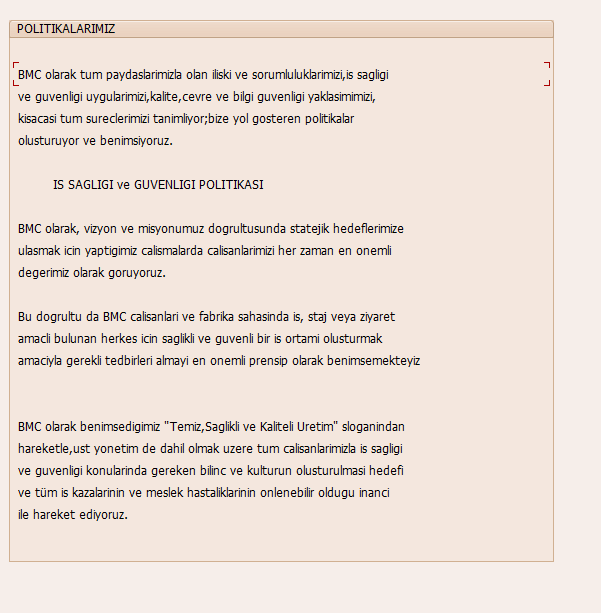 POLITIKALARIMIZ
BMC olarak tum paydaslarimizla olan iliski ve sorumluluklarimizi,is sagligi
ve guvenligi uygularimizi,kalite,cevre ve bilgi guvenligi yaklasimimizi,
kisacasi tum sureclerimizi tanimliyor;bize yol gosteren politikalar
olusturuyor ve benimsiyoruz.
IS SAGLIGI ve GUVENLIGI POLITIKASI
BMC olarak, vizyon ve misyonumuz dogrultusunda statejik hedeflerimize
ulasmak icin yaptigimiz calismalarda calisanlarimizi her zaman en onemli
degerimiz olarak goruyoruz.
Bu dogrultu da BMC calisanlari ve fabrika sahasinda is, staj veya ziyaret
amacli bulunan herkes icin saglikli ve guvenli bir is ortami olusturmak
amaciyla gerekli tedbirleri almayi en onemli prensip olarak benimsemekteyiz
BMC olarak benimsedigimiz "Temiz,Saglikli ve Kaliteli Uretim" sloganindan
hareketle,ust yonetim de dahil olmak uzere tum calisanlarimizla is sagligi
ve guvenligi konularinda gereken bilinc ve kulturun olusturulmasi hedefi
ve tüm is kazalarinin ve meslek hastaliklarinin onlenebilir oldugu inanci
ile hareket ediyoruz.